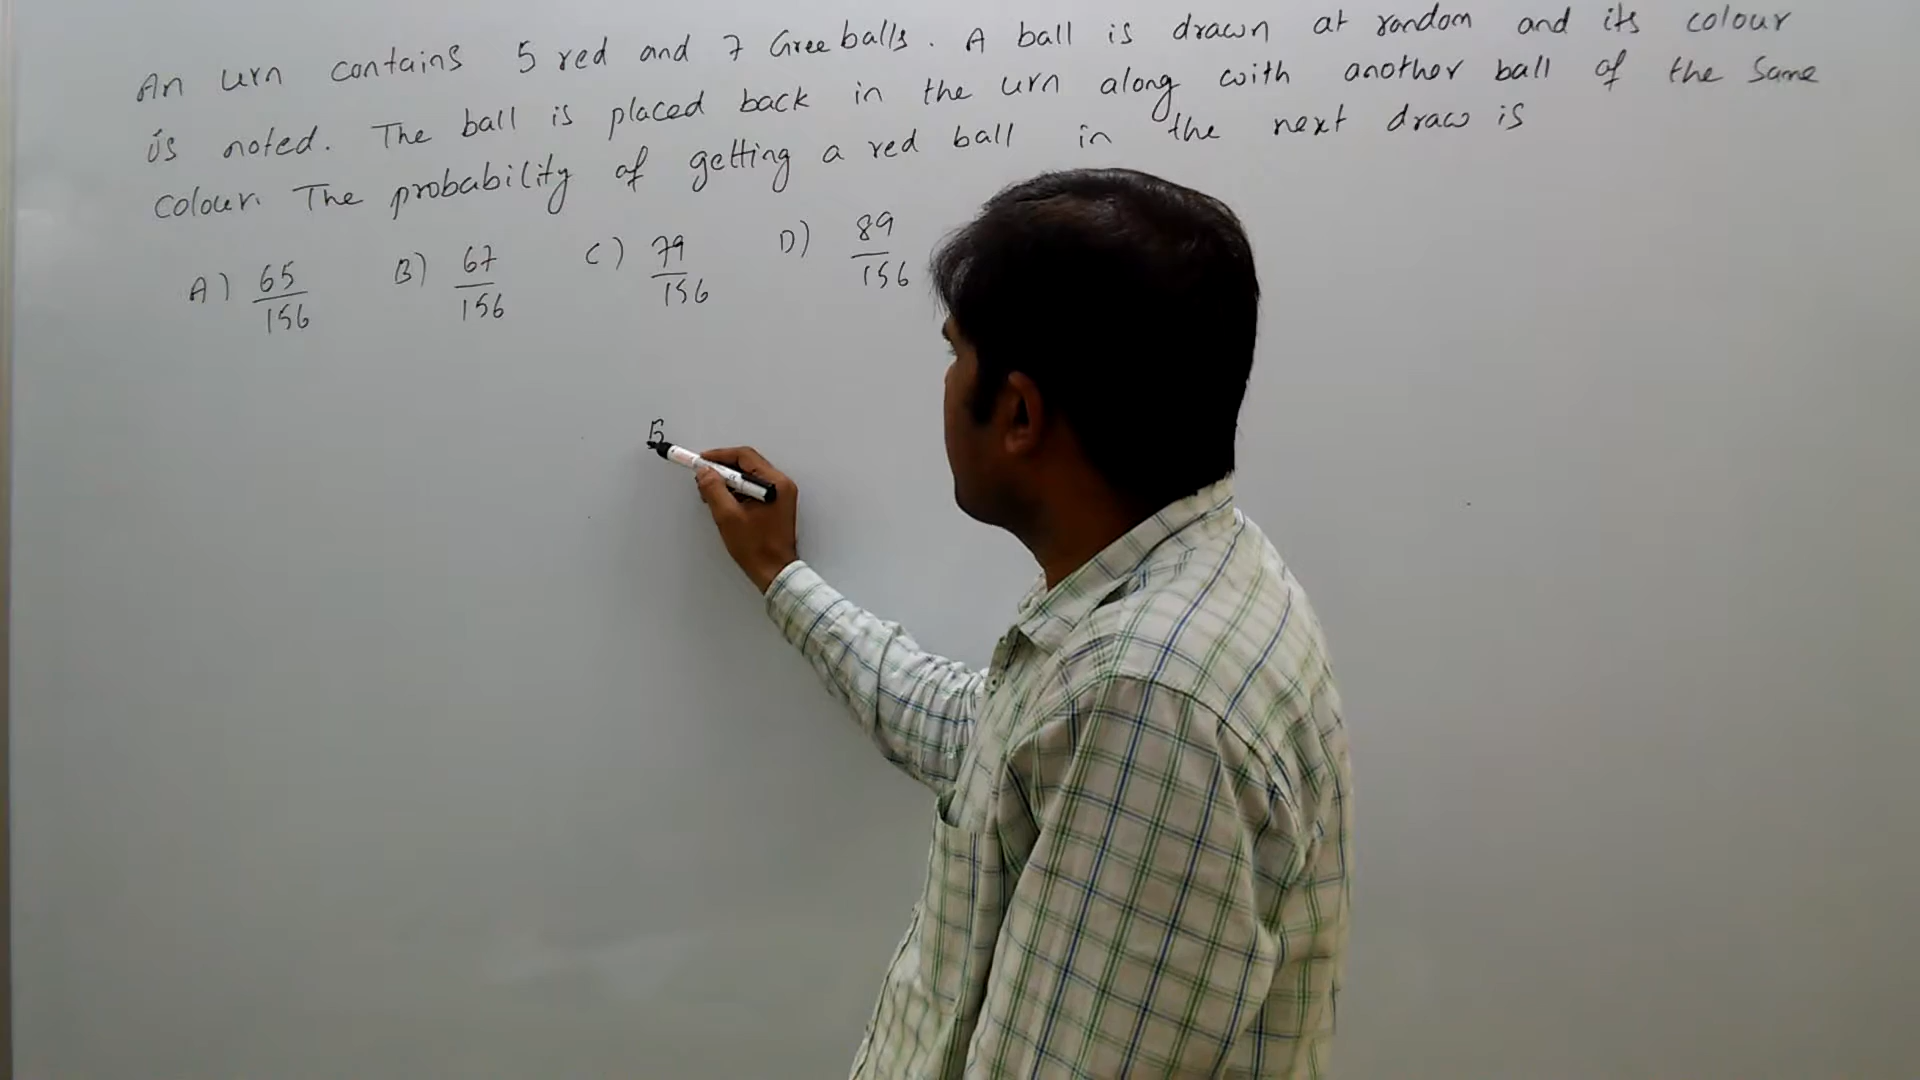 An urn contains 5 red and 7 Gree balls. A ball is drawn at random and its colour
is noted. The ball is placed back in the urn along with another ball of the same
colour. The probability of getting a red ball in the next draw is
A) 65/156 B) 67/156 C) 79/156 D) 89/156
5